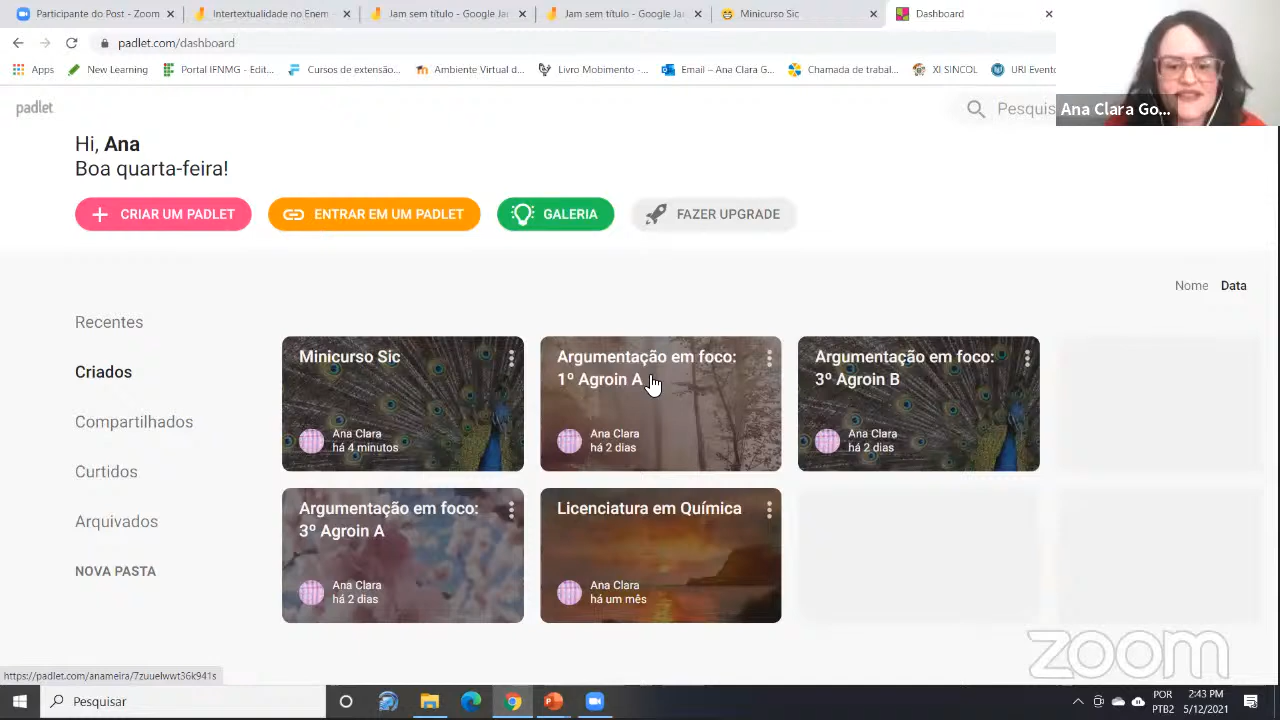 Participante do Post - Zoom
Intertextualidade no Enem
Jam sem título – Google Jam
Jam sem título – Google Jam
Minicurso Sic
Dashboard
padlet.com/dashboard
Apps
New Learning
Portal IFNMG - Edit...
Cursos de extensão...
Ambiente Virtual d...
Livro Mobimento -...
Email – Ana Clara G...
Chamada de trabal...
XI SINCOL
URI Evento
padlet
Pesquis
Ana Clara Go...
Hi, Ana
Boa quarta-feira!
CRIAR UM PADLET
ENTRAR EM UM PADLET
GALERIA
FAZER UPGRADE
Nome Data
Recentes
Criados
Compartilhados
Curtidos
Arquivados
NOVA PASTA
Minicurso Sic
Ana Clara
há 4 minutos
Argumentação em foco:
1º Agroin A
Ana Clara
há 2 dias
Argumentação em foco:
3º Agroin B
Ana Clara
há 2 dias
Argumentação em foco:
3º Agroin A
Ana Clara
há 2 dias
Licenciatura em Química
Ana Clara
há um mês
zoom
Pesquisar
POR
PTB2
2:43 PM
5/12/2021